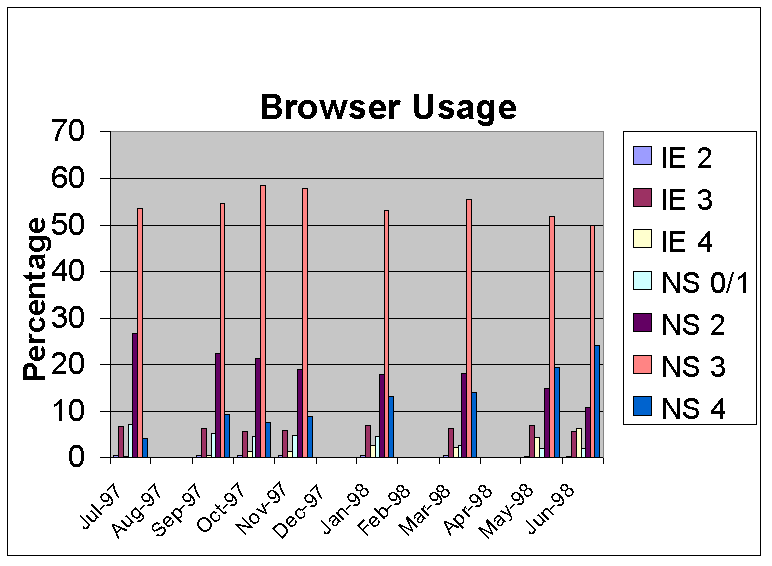 Browser Usage
Percentage
70
60
50
40
30
20
10
0
Jul-97
Aug-97
Sep-97
Oct-97
Nov-97
Dec-97
Jan-98
Feb-98
Mar-98
Apr-98
May-98
Jun-98
IE 2
IE 3
IE 4
NS 0/1
NS 2
NS 3
NS 4